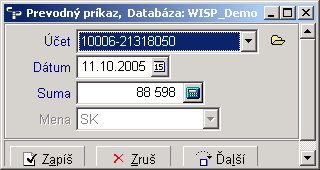 Prevodný príkaz, Databáza: WISP_Demo
Účet 10006-21318050
Dátum 11.10.2005 15
Suma 88 598
Mena SK
Zapíš Zruš Ďalší